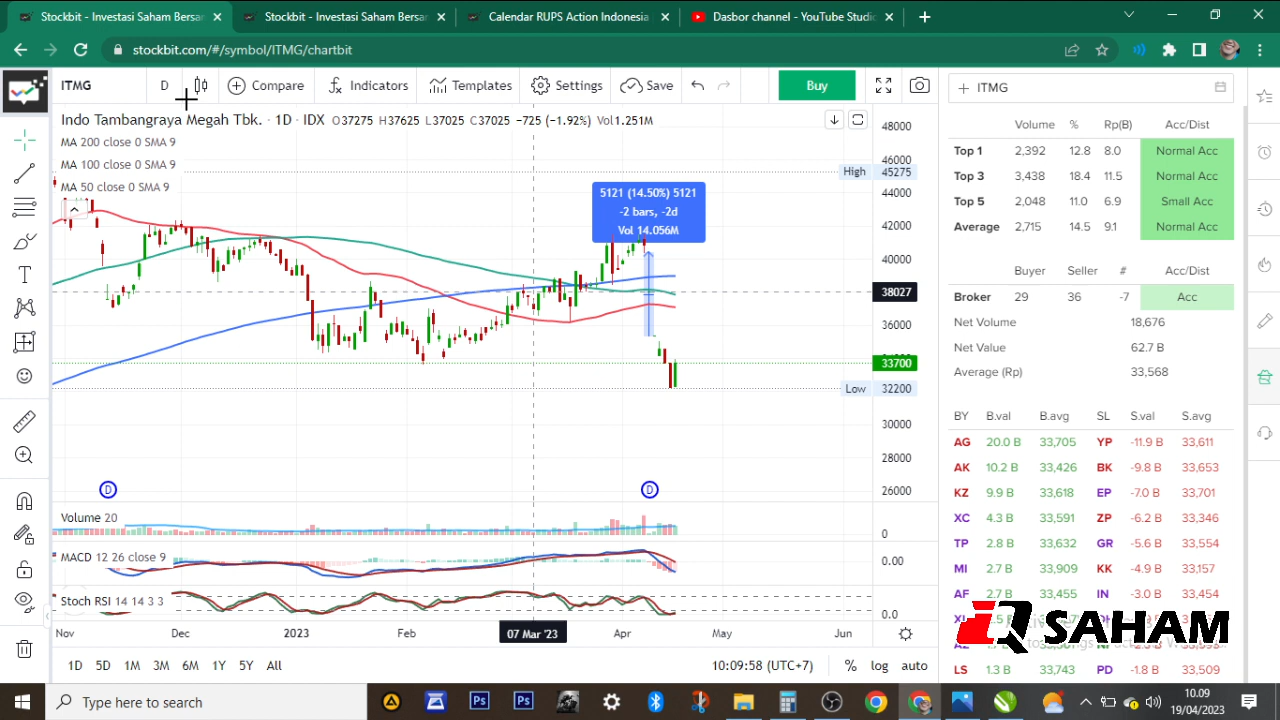 Stockbit - Investasi Saham Bersar
Stockbit - Investasi Saham Bersar
Calendar RUPS Action Indonesia
Dasbor channel - YouTube Studio
stockbit.com/#/symbol/ITMG/chartbit
ITMG
D
Compare
Indicators
Templates
Settings
Save
Buy
ITMG
Indo Tambangraya Megah Tbk. · 1D · IDX O37275 H37625 L37025 C37025 -725 (-1.92%) Vol1.251M
MA 200 close 0 SMA 9
MA 100 close 0 SMA 9
MA 50 close 0 SMA 9
5121 (14.50%) 5121
-2 bars, -2d
Vol 14.056M
48000
46000
High 45275
44000
42000
40000
38027
36000
33700
Low 32200
30000
28000
26000
D
D
Volume 20
0
MACD 12 26 close 9
0.00
Stoch RSI 14 14 3 3
0.0
Nov
Dec
2023
Feb
07 Mar '23
Apr
May
Jun
1D 5D 1M 3M 6M 1Y 5Y All
10:09:58 (UTC+7)
% log auto
Volume % Rp(B) Acc/Dist
Top 1 2,392 12.8 8.0 Normal Acc
Top 3 3,438 18.4 11.5 Normal Acc
Top 5 2,048 11.0 6.9 Small Acc
Average 2,715 14.5 9.1 Normal Acc
Buyer Seller # Acc/Dist
Broker 29 36 -7 Acc
Net Volume 18,676
Net Value 62.7 B
Average (Rp) 33,568
BY B.val B.avg SL S.val S.avg
AG 20.0 B 33,705 YP -11.9 B 33,611
AK 10.2 B 33,426 BK -9.8 B 33,653
KZ 9.9 B 33,618 EP -7.0 B 33,701
XC 4.3 B 33,591 ZP -6.2 B 33,346
TP 2.8 B 33,632 GR -5.6 B 33,554
MI 2.7 B 33,909 KK -4.9 B 33,157
AF 2.7 B 33,455 IN -3.0 B 33,454
LS 1.3 B 33,743 PD -1.8 B 33,509
IQ SAHAM
Type here to search
Ps
Ps
10.09
19/04/2023